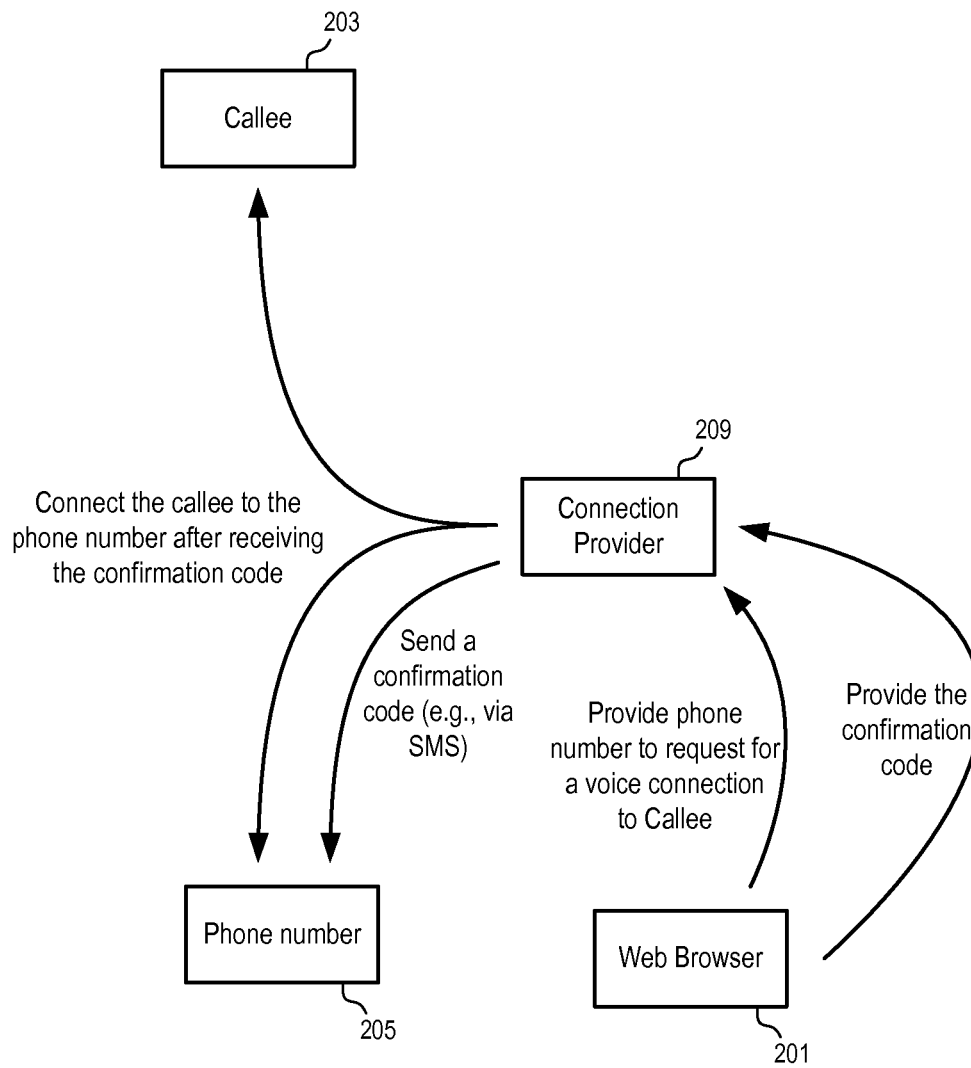 203
Callee
209
Connection
Provider
Connect the callee to the
phone number after receiving
the confirmation code
Send a
confirmation
code (e.g., via
SMS)
Provide phone
number to request for
a voice connection
to Callee
Provide the
confirmation
code
Phone number
205
Web Browser
201